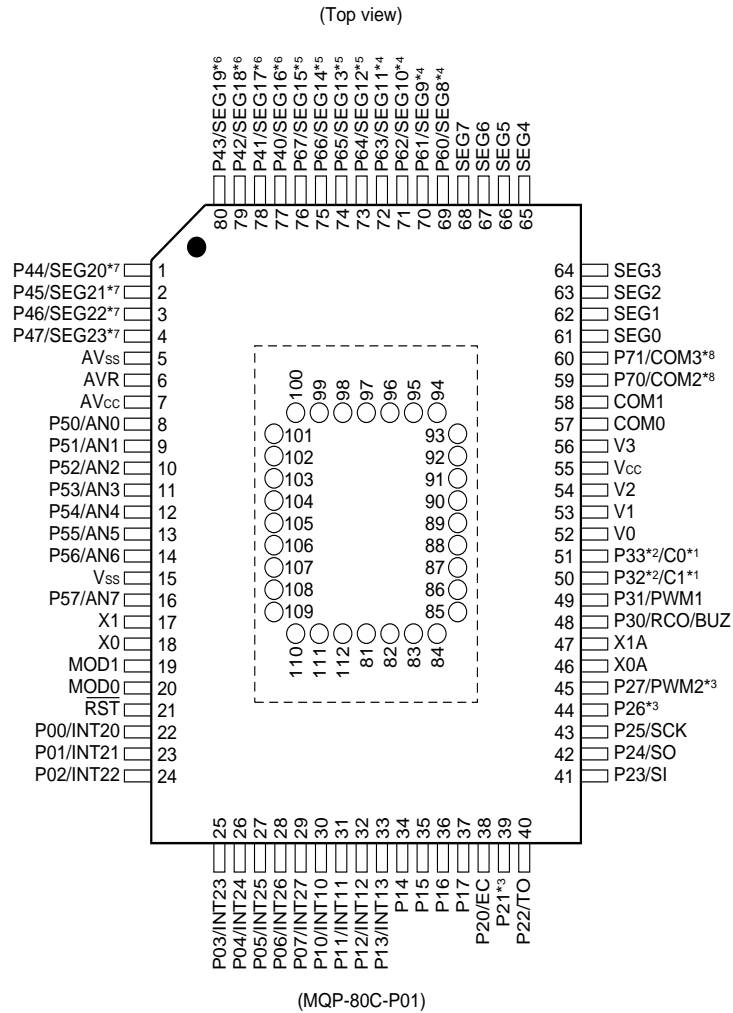 (Top view)
P43/SEG19*6
P42/SEG18*6
P41/SEG17*6
P40/SEG16*6
P67/SEG15*5
P66/SEG14*5
P65/SEG13*5
P64/SEG12*5
P63/SEG11*4
P62/SEG10*4
P61/SEG9*4
P60/SEG8*4
SEG7
SEG6
SEG5
SEG4
80
79
78
77
76
75
74
73
72
71
70
69
68
67
66
65
P44/SEG20*7 1
P45/SEG21*7 2
P46/SEG22*7 3
P47/SEG23*7 4
AVss 5
AVR 6
AVcc 7
P50/AN0 8
P51/AN1 9
P52/AN2 10
P53/AN3 11
P54/AN4 12
P55/AN5 13
P56/AN6 14
Vss 15
P57/AN7 16
X1 17
X0 18
MOD1 19
MOD0 20
RST 21
P00/INT20 22
P01/INT21 23
P02/INT22 24
64 SEG3
63 SEG2
62 SEG1
61 SEG0
60 P71/COM3*8
59 P70/COM2*8
58 COM1
57 COM0
56 V3
55 Vcc
54 V2
53 V1
52 V0
51 P33*2/C0*1
50 P32*2/C1*1
49 P31/PWM1
48 P30/RCO/BUZ
47 X1A
46 X0A
45 P27/PWM2*3
44 P26*3
43 P25/SCK
42 P24/SO
41 P23/SI
100
99
98
97
96
95
94
101
102
103
104
105
106
107
108
109
93
92
91
90
89
88
87
86
85
110
111
112
81
82
83
84
25
26
27
28
29
30
31
32
33
34
35
36
37
38
39
40
P03/INT23
P04/INT24
P05/INT25
P06/INT26
P07/INT27
P10/INT10
P11/INT11
P12/INT12
P13/INT13
P14
P15
P16
P17
P20/EC
P21*3
P22/TO
(MQP-80C-P01)